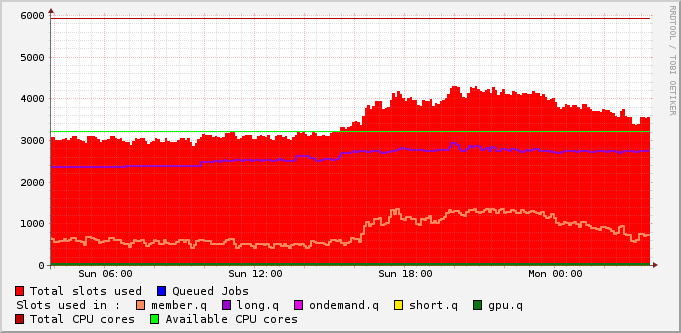 RRDTOOL / TOBI OETIKER
6000
5000
4000
3000
2000
1000
0
Sun 06:00 Sun 12:00 Sun 18:00 Mon 00:00
Total slots used Queued Jobs
Slots used in : member.q long.q ondemand.q short.q gpu.q
Total CPU cores Available CPU cores